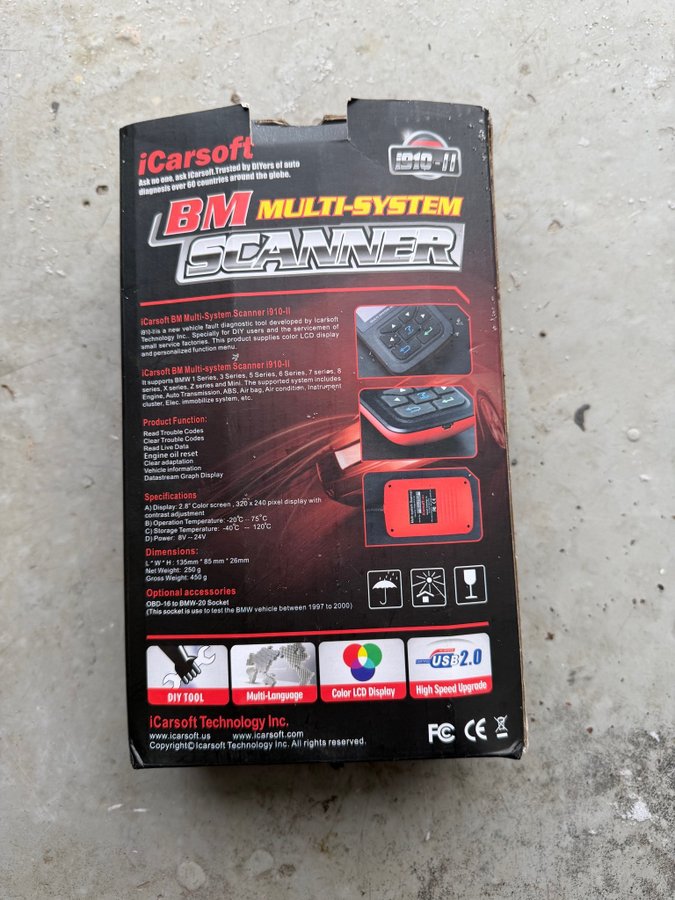 iCarsoft
Ask no one, ask iCarsoft.Trusted by DIYers of auto
diagnosis over 60 countries around the globe.
i910-II
BM MULTI-SYSTEM
SCANNER
iCarsoft BM Multi-System Scanner i910-II
i910-II is a new vehicle fault diagnostic tool developed by Icarsoft
Technology Inc. Specially for DIY users and the servicemen of
small service factories. This product supplies color LCD display
and personalized function menu.
iCarsoft BM Multi-system Scanner i910-II
It supports BMW 1 Series, 3 Series, 5 Series, 6 Series, 7 series, 8
series, X series, Z series and Mini. The supported system includes
Engine, Auto Transmission, ABS, Air bag, Air condition, Instrument
cluster, Elec. immobilize system, etc.
Product Function:
Read Trouble Codes
Clear Trouble Codes
Read Live Data
Engine oil reset
Clear adaptation
Vehicle information
Datastream Graph Display
Specifications
A) Display: 2.8" Color screen , 320 x 240 pixel display with
contrast adjustment
B) Operation Temperature: -20°C -- 75°C
C) Storage Temperature: -40°C -- 120°C
D) Power: 8V -- 24V
Dimensions:
L * W * H : 135mm * 85 mm * 26mm
Net Weight: 250 g
Gross Weight: 450 g
Optional accessories
OBD-16 to BMW-20 Socket
(This socket is use to test the BMW vehicle between 1997 to 2000)
DIY TOOL
Multi-Language
Color LCD Display
USB2.0
High Speed Upgrade
iCarsoft Technology Inc.
www.icarsoft.us www.icarsoft.com
Copyright© Icarsoft Technology Inc. All rights reserved.
FC CE